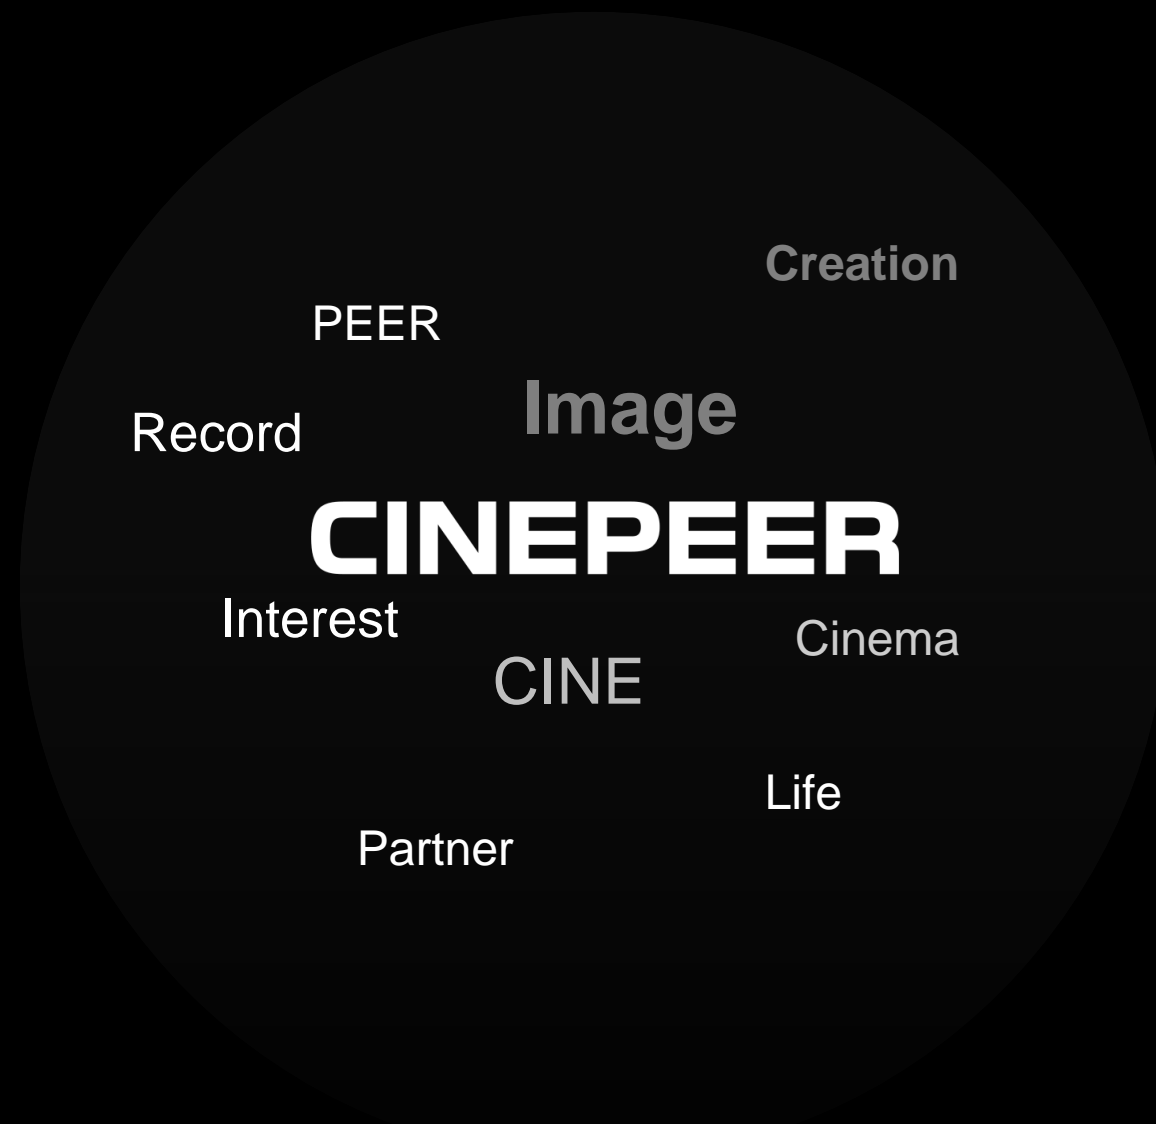 Creation
PEER
Image
Record
CINEPEER
Interest
Cinema
CINE
Life
Partner